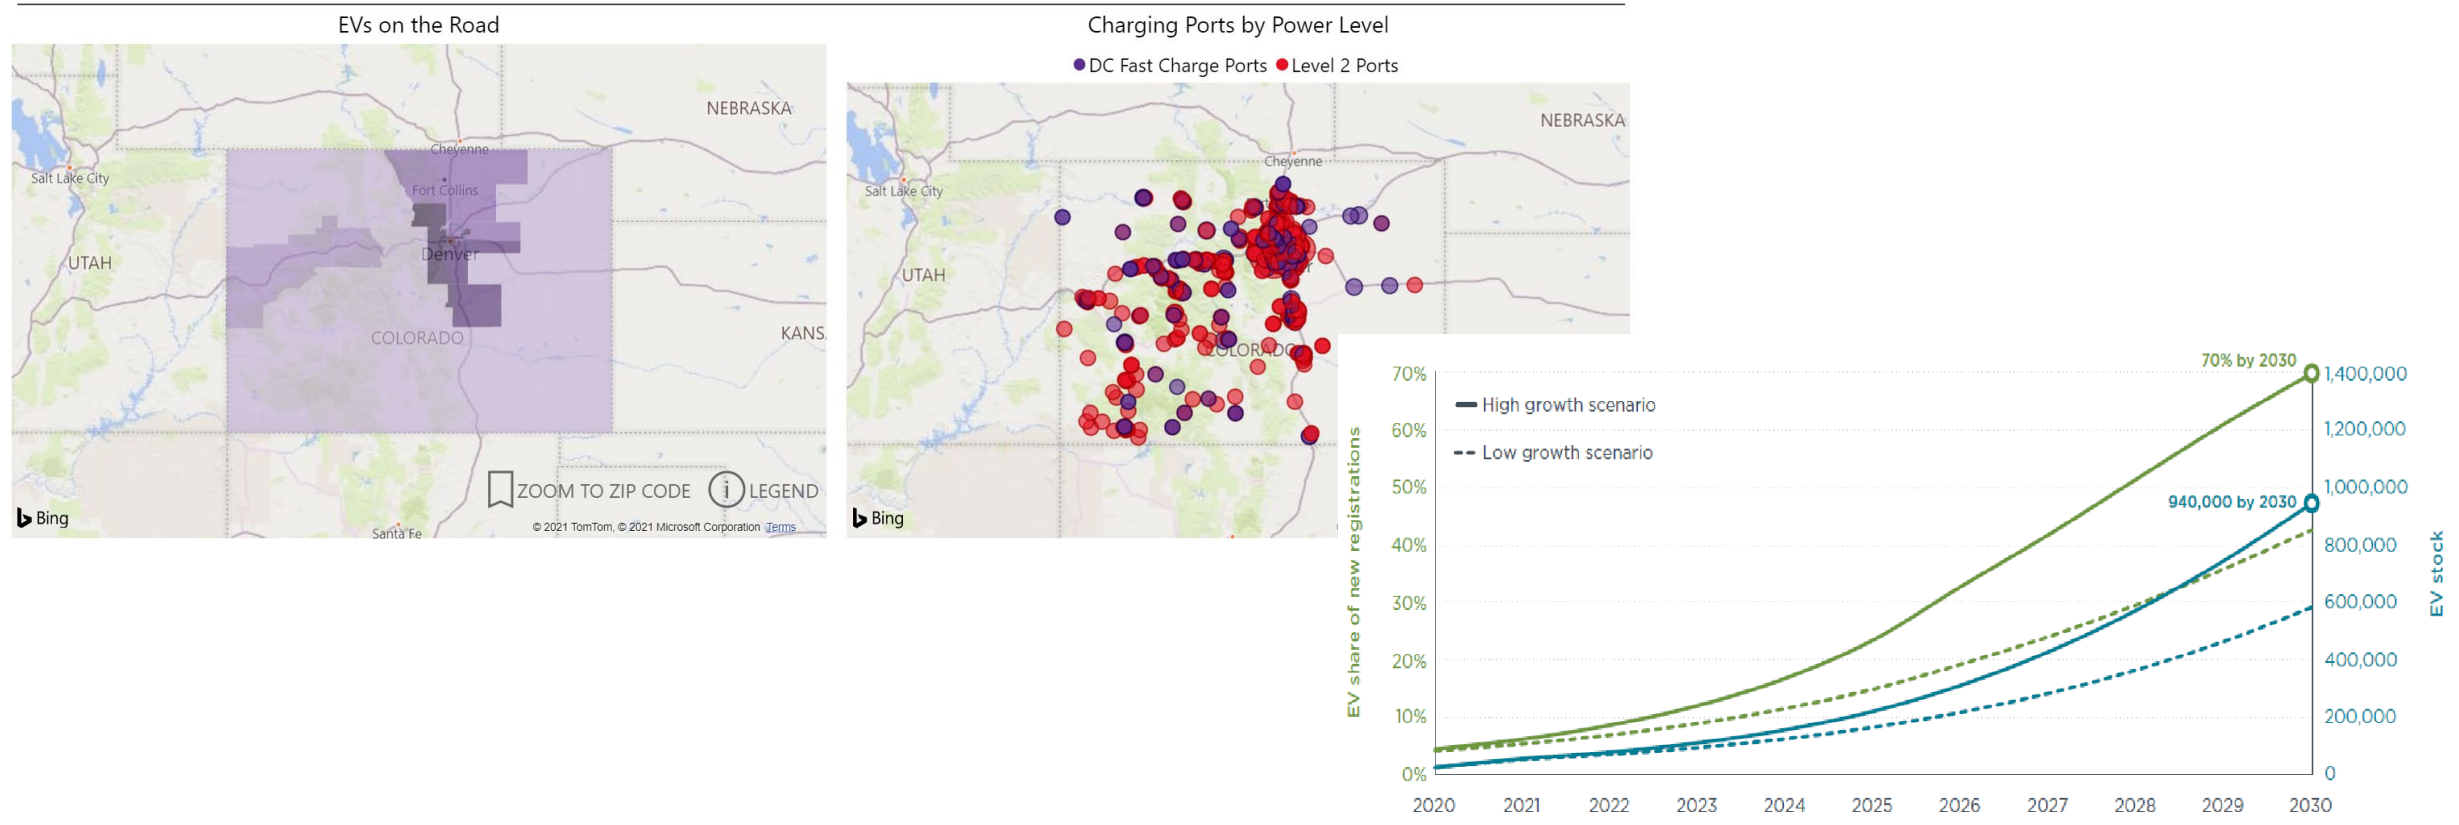 EVs on the Road
NEBRASKA
Cheyenne
Salt Lake City
Fort Collins
Denver
UTAH
COLORADO
KANS
ZOOM TO ZIP CODE
LEGEND
Bing
© 2021 TomTom, © 2021 Microsoft Corporation Terms
Santa Fe
Charging Ports by Power Level
DC Fast Charge Ports
Level 2 Ports
NEBRASKA
Cheyenne
Salt Lake City
UTAH
COLORADO
Bing
EV share of new registrations
70%
60%
50%
40%
30%
20%
10%
0%
High growth scenario
Low growth scenario
70% by 2030
940,000 by 2030
1,400,000
1,200,000
1,000,000
800,000
600,000
400,000
200,000
0
EV stock
2020 2021 2022 2023 2024 2025 2026 2027 2028 2029 2030